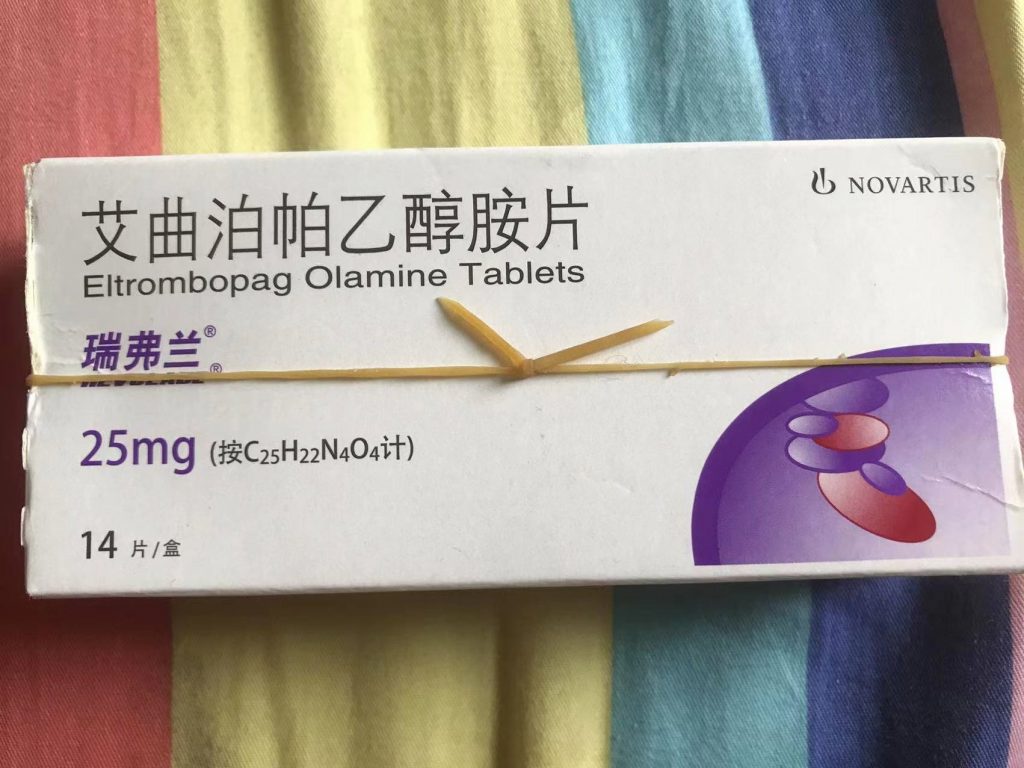 艾曲泊帕乙醇胺片
NOVARTIS
Eltrombopag Olamine Tablets
瑞弗兰®
®
25mg (按C₂₅H₂₂N₄O₄计)
14 片/盒